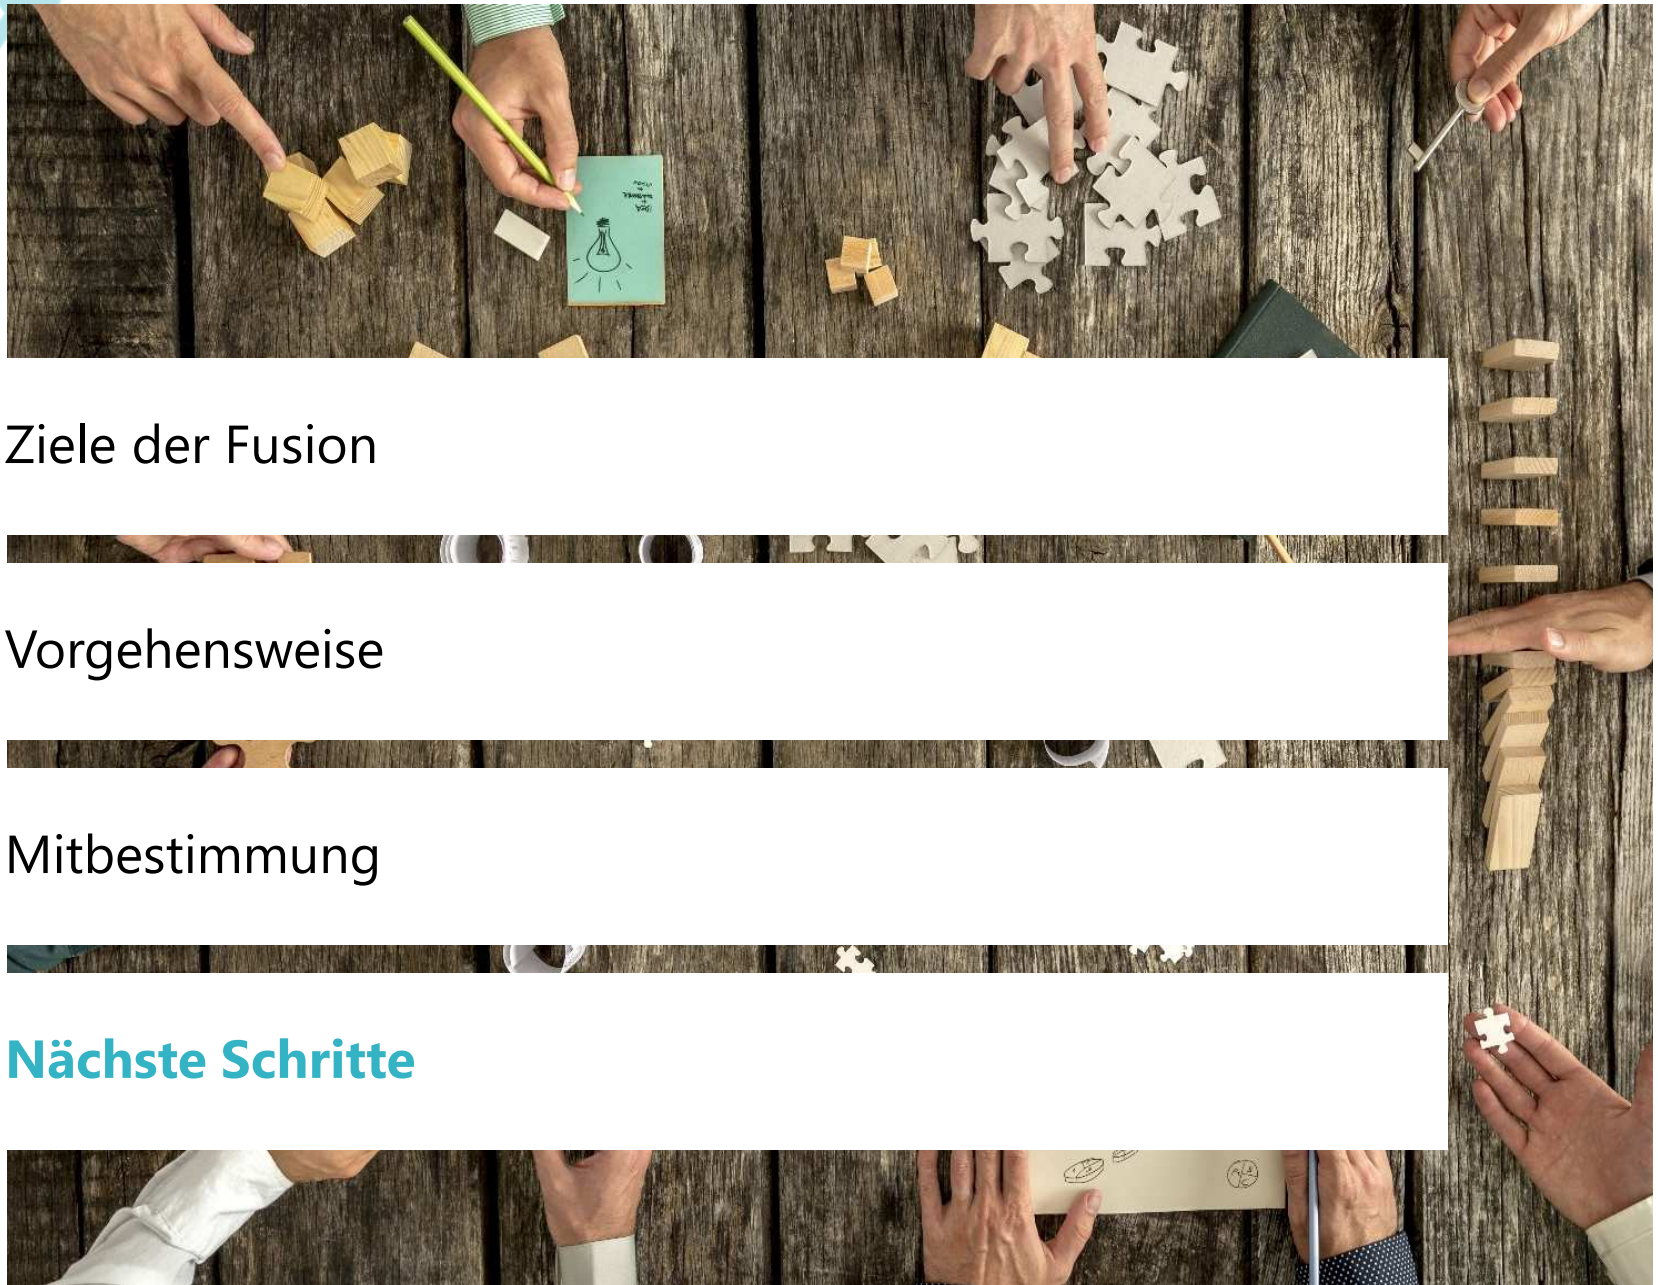 Ziele der Fusion
Vorgehensweise
Mitbestimmung
Nächste Schritte